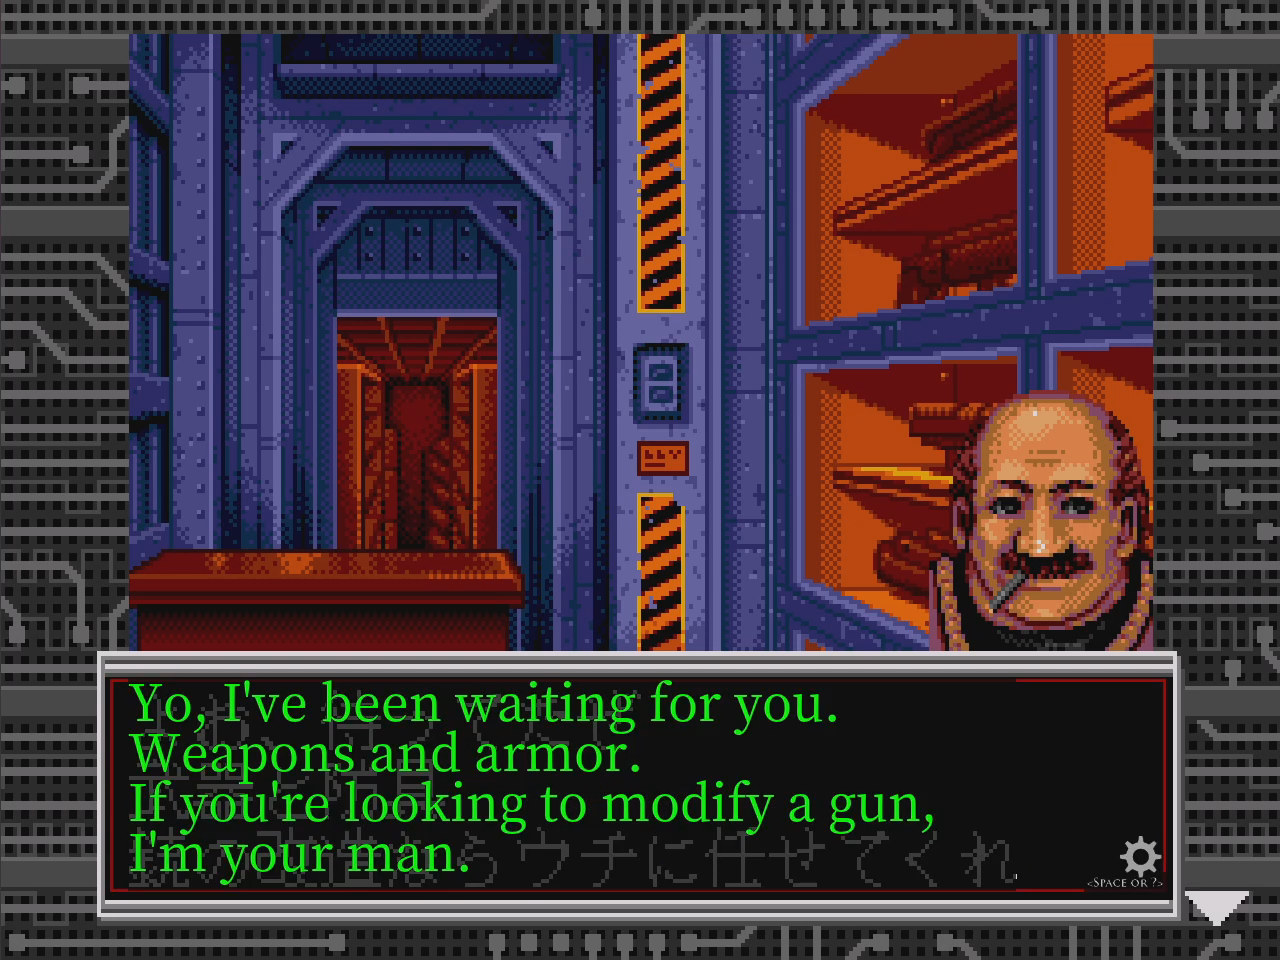 Yo, I've been waiting for you.
Weapons and armor.
If you're looking to modify a gun,
I'm your man.
ウチに任せてくれ
<SPACE OR ?>